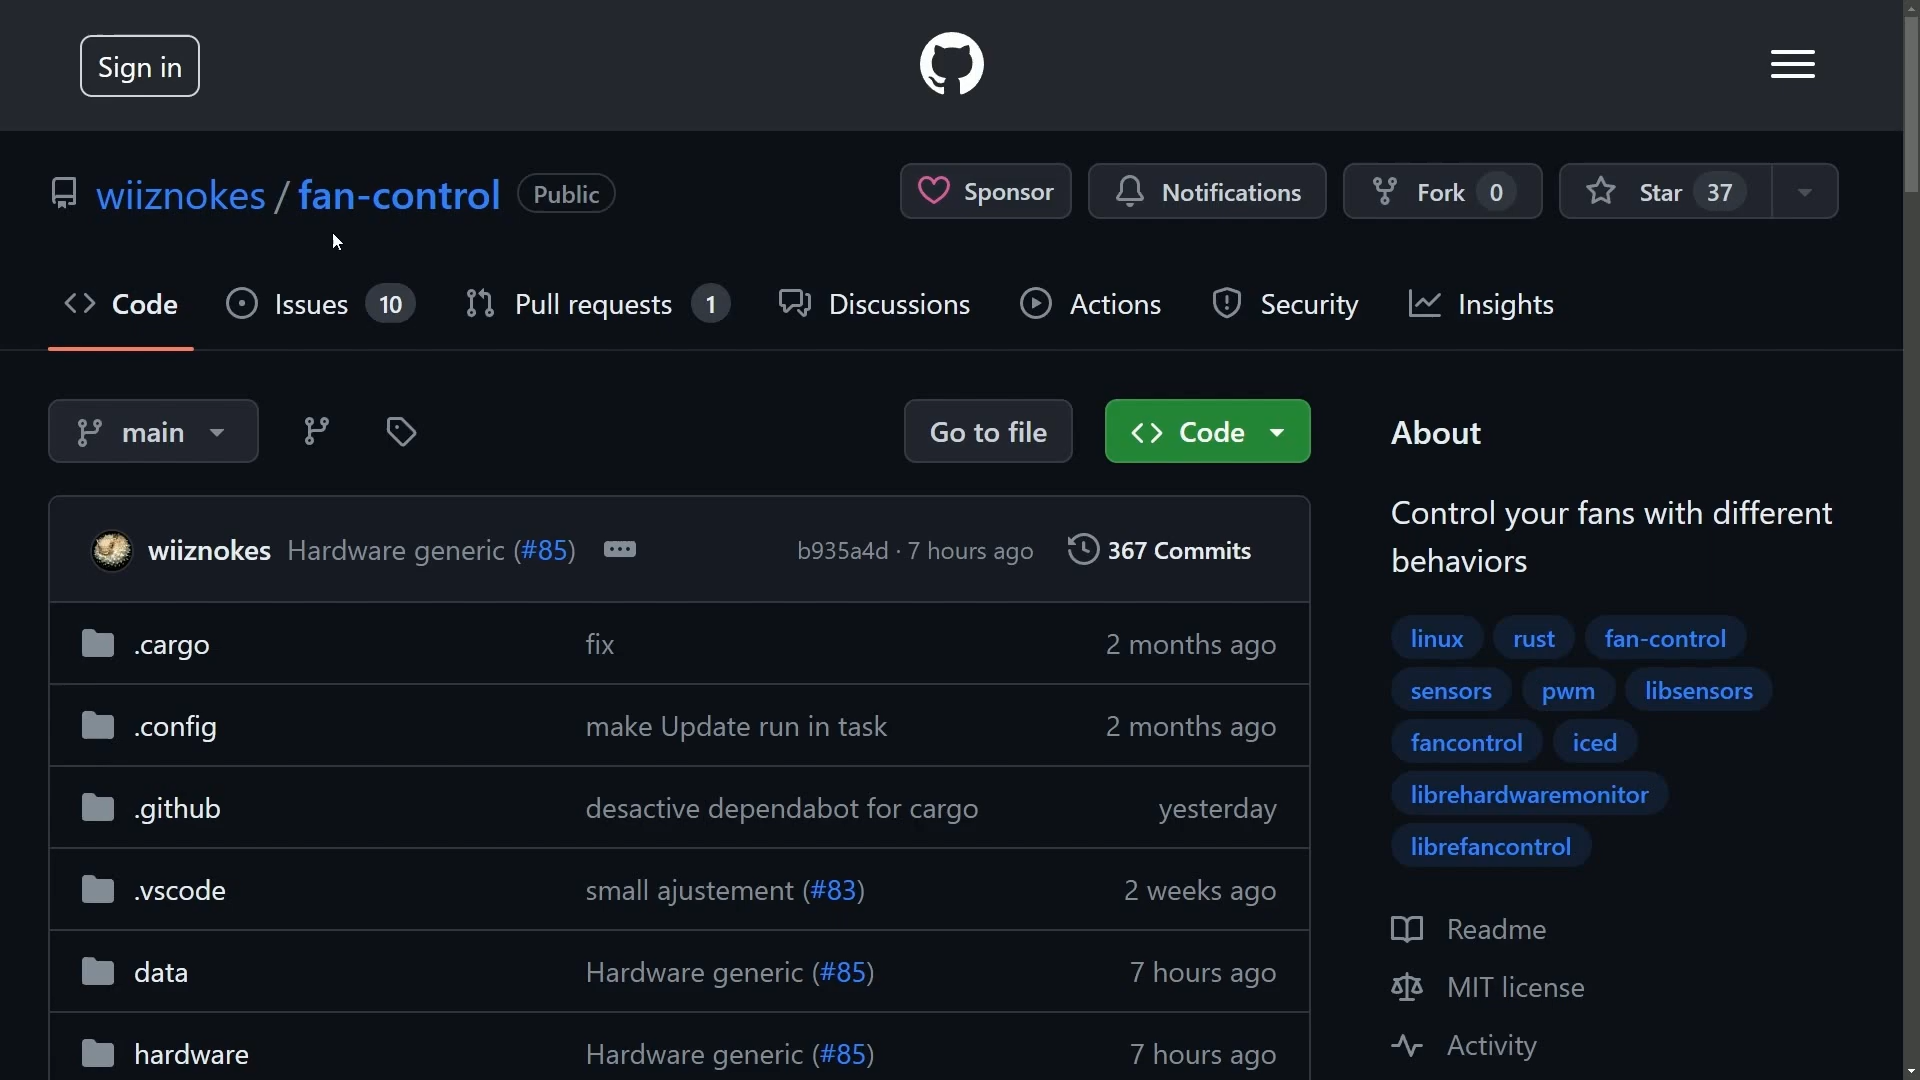 Sign in
wiiznokes / fan-control Public
Sponsor Notifications Fork 0 Star 37
Code Issues 10 Pull requests 1 Discussions Actions Security Insights
main Go to file Code
wiiznokes Hardware generic (#85) b935a4d · 7 hours ago 367 Commits
.cargo fix 2 months ago
.config make Update run in task 2 months ago
.github desactive dependabot for cargo yesterday
.vscode small ajustement (#83) 2 weeks ago
data Hardware generic (#85) 7 hours ago
hardware Hardware generic (#85) 7 hours ago
About
Control your fans with different
behaviors
linux rust fan-control
sensors pwm libsensors
fancontrol iced
librehardwaremonitor
librefancontrol
Readme
MIT license
Activity